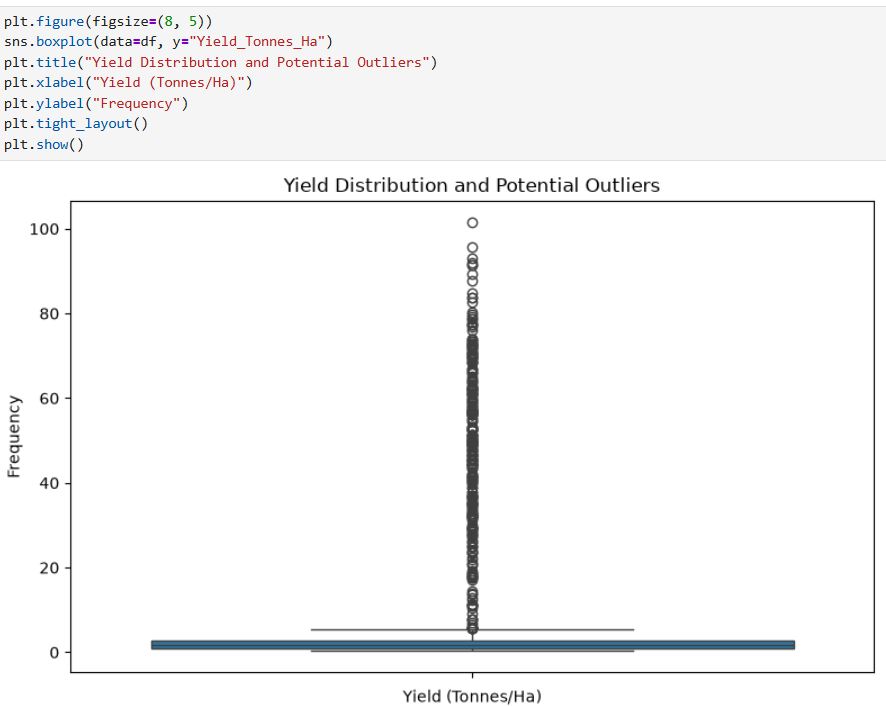 plt.figure(figsize=(8, 5))
sns.boxplot(data=df, y="Yield_Tonnes_Ha")
plt.title("Yield Distribution and Potential Outliers")
plt.xlabel("Yield (Tonnes/Ha)")
plt.ylabel("Frequency")
plt.tight_layout()
plt.show()
Yield Distribution and Potential Outliers
100
80
60
40
20
0
Frequency
Yield (Tonnes/Ha)